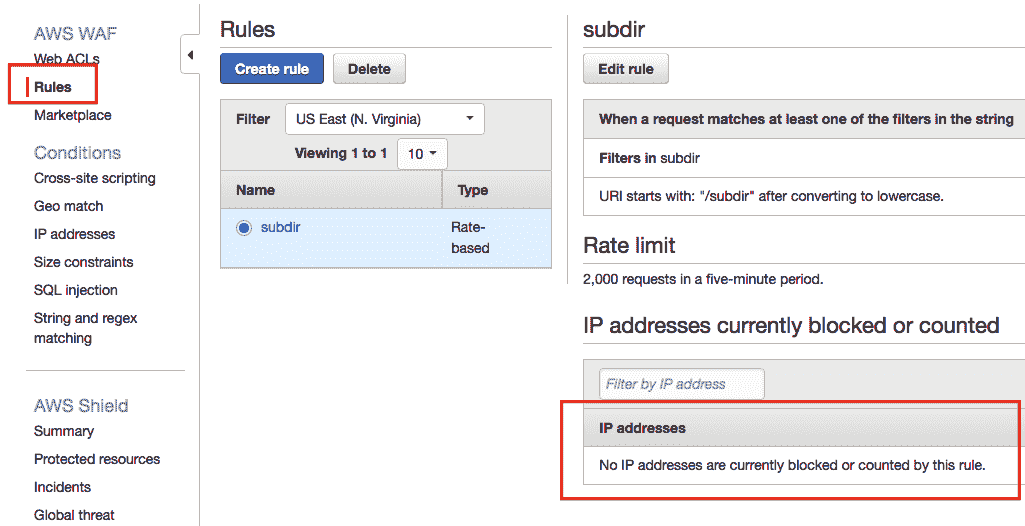 AWS WAF
Web ACLs
Rules
Marketplace
Conditions
Cross-site scripting
Geo match
IP addresses
Size constraints
SQL injection
String and regex
matching
AWS Shield
Summary
Protected resources
Incidents
Global threat
Rules
Create rule
Delete
Filter
US East (N. Virginia)
Viewing 1 to 1
10
Name
Type
subdir
Rate-
based
subdir
Edit rule
When a request matches at least one of the filters in the string
Filters in subdir
URI starts with: "/subdir" after converting to lowercase.
Rate limit
2,000 requests in a five-minute period.
IP addresses currently blocked or counted
Filter by IP address
IP addresses
No IP addresses are currently blocked or counted by this rule.